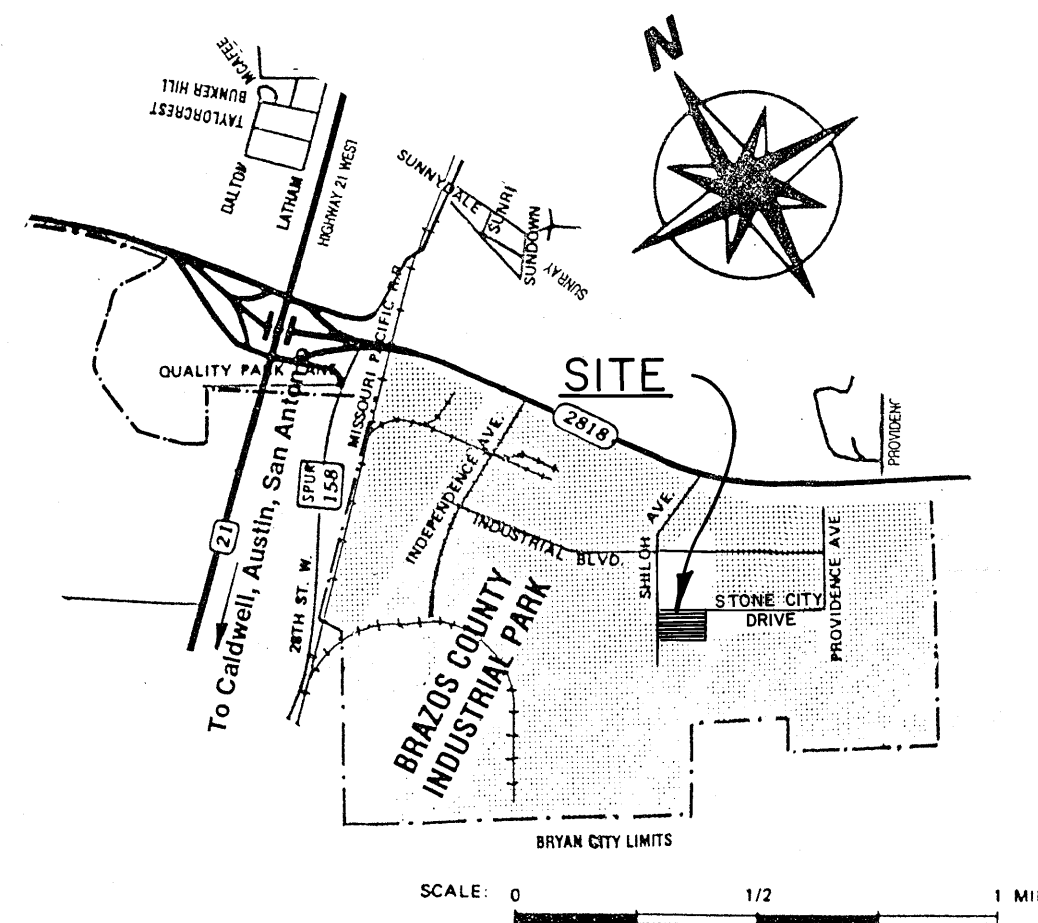 N
MCAFEE
BUNKER HILL
TAYLORCREST
DALTON
LATHAM
HIGHWAY 21 WEST
SUNNYDALE
SUNRI
SUNDOWN
SUNRAY
MISSOURI PACIFIC R.R.
QUALITY PARK LANE
SITE
2818
PROVIDENC
SPUR
158
INDEPENDENCE AVE.
INDUSTRIAL BLVD.
SHILOH AVE.
STONE CITY
DRIVE
PROVIDENCE AVE
21
To Caldwell, Austin, San Antonio
28TH ST. W.
BRAZOS COUNTY
INDUSTRIAL PARK
BRYAN CITY LIMITS
SCALE: 0 1/2 1 MI